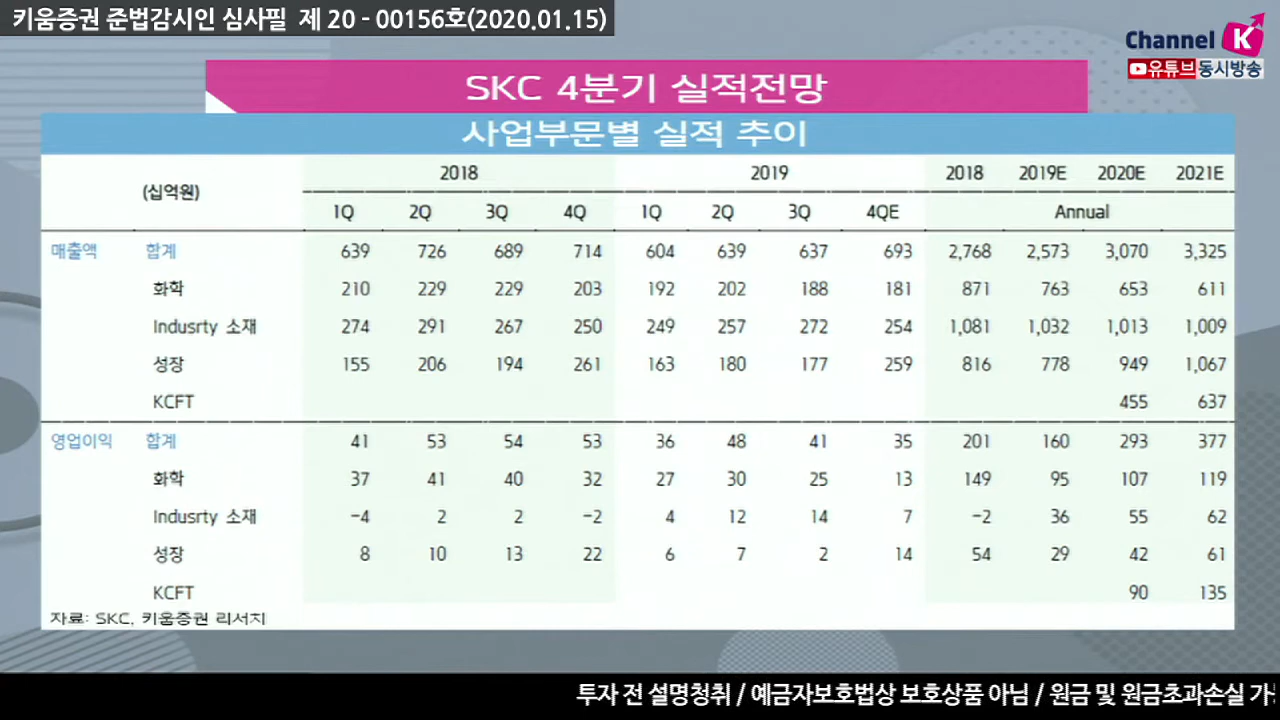 키움증권 준법감시인 심사필 제 20 - 00156호(2020.01.15)
Channel K
유튜브 동시방송
SKC 4분기 실적전망
사업부문별 실적 추이
(십억원) 2018 2019 2018 2019E 2020E 2021E
1Q 2Q 3Q 4Q 1Q 2Q 3Q 4QE Annual
매출액 합계 639 726 689 714 604 639 637 693 2,768 2,573 3,070 3,325
화학 210 229 229 203 192 202 188 181 871 763 653 611
Indusrty 소재 274 291 267 250 249 257 272 254 1,081 1,032 1,013 1,009
성장 155 206 194 261 163 180 177 259 816 778 949 1,067
KCFT 455 637
영업이익 합계 41 53 54 53 36 48 41 35 201 160 293 377
화학 37 41 40 32 27 30 25 13 149 95 107 119
Indusrty 소재 -4 2 2 -2 4 12 14 7 -2 36 55 62
성장 8 10 13 22 6 7 2 14 54 29 42 61
KCFT 90 135
자료: SKC, 키움증권 리서치
투자 전 설명청취 / 예금자보호법상 보호상품 아님 / 원금 및 원금초과손실